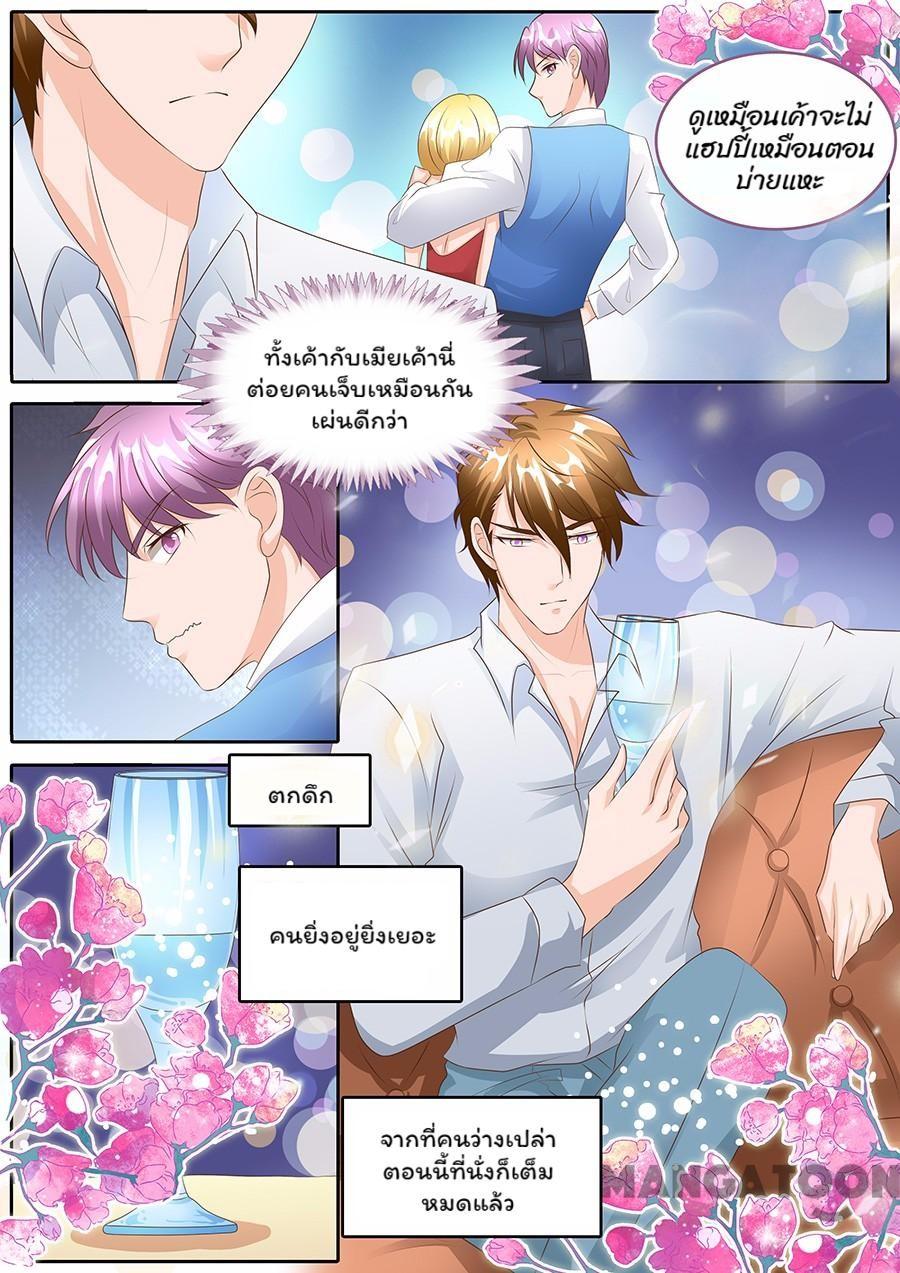 ดูเหมือนเค้าจะไม่
แฮปปี้เหมือนตอน
บ่ายแหะ
ทั้งเค้ากับเมียเค้านี่
ต่อยคนเจ็บเหมือนกัน
เผ่นดีกว่า
ตกดึก
คนยิ่งอยู่ยิ่งเยอะ
จากที่คนว่างเปล่า
ตอนนี้ที่นั่งก็เต็ม
หมดแล้ว
MANGATOON